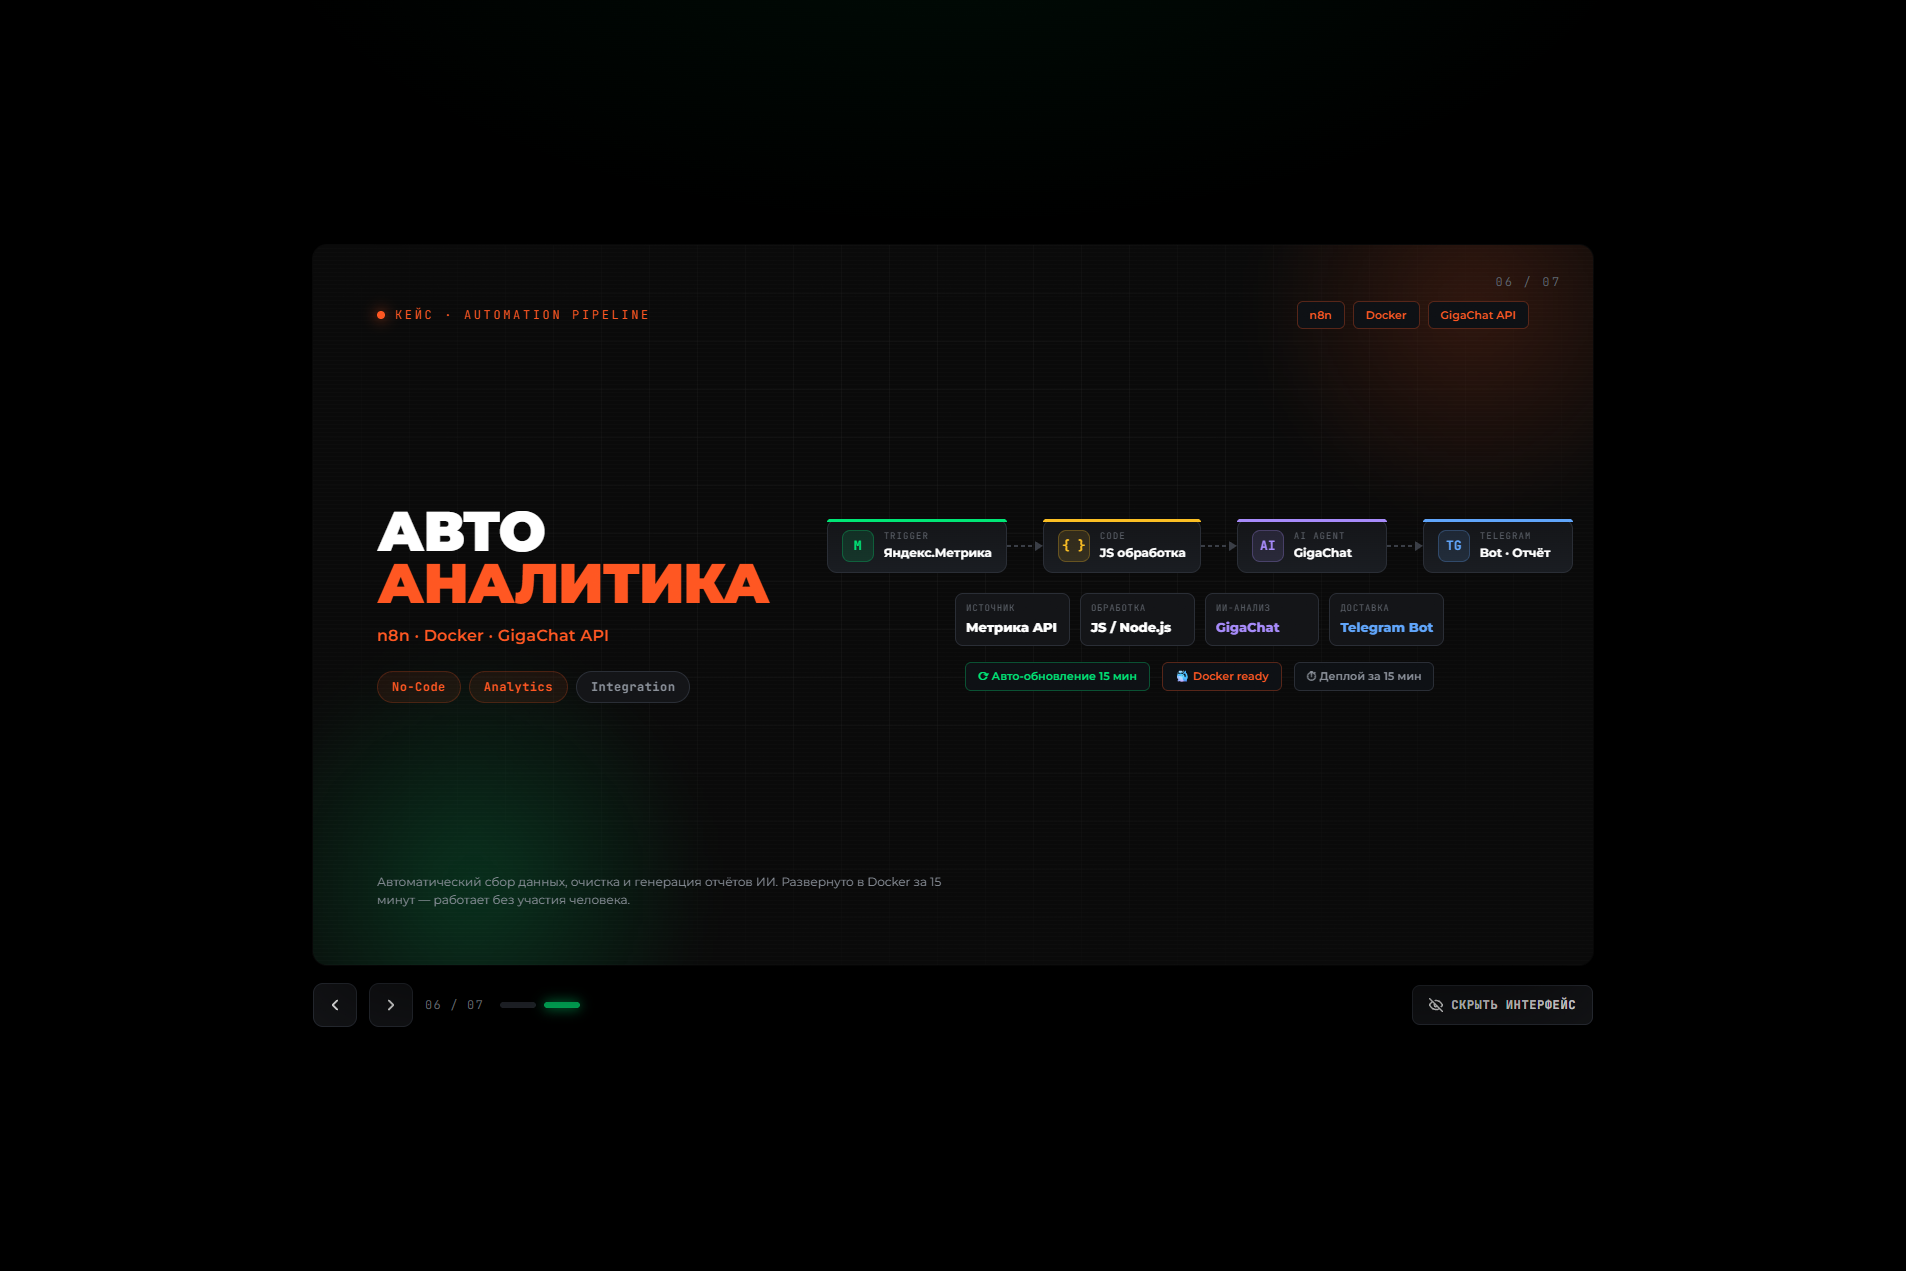 06 / 07
КЕЙС · AUTOMATION PIPELINE
n8n
Docker
GigaChat API
АВТО
АНАЛИТИКА
n8n · Docker · GigaChat API
No-Code
Analytics
Integration
M
TRIGGER
Яндекс.Метрика
{ }
CODE
JS обработка
AI
AI AGENT
GigaChat
TG
TELEGRAM
Bot · Отчёт
ИСТОЧНИК
Метрика API
ОБРАБОТКА
JS / Node.js
ИИ-АНАЛИЗ
GigaChat
ДОСТАВКА
Telegram Bot
⟳ Авто-обновление 15 мин
🐳 Docker ready
⏱ Деплой за 15 мин
Автоматический сбор данных, очистка и генерация отчётов ИИ. Развернуто в Docker за 15
минут — работает без участия человека.
06 / 07
СКРЫТЬ ИНТЕРФЕЙС